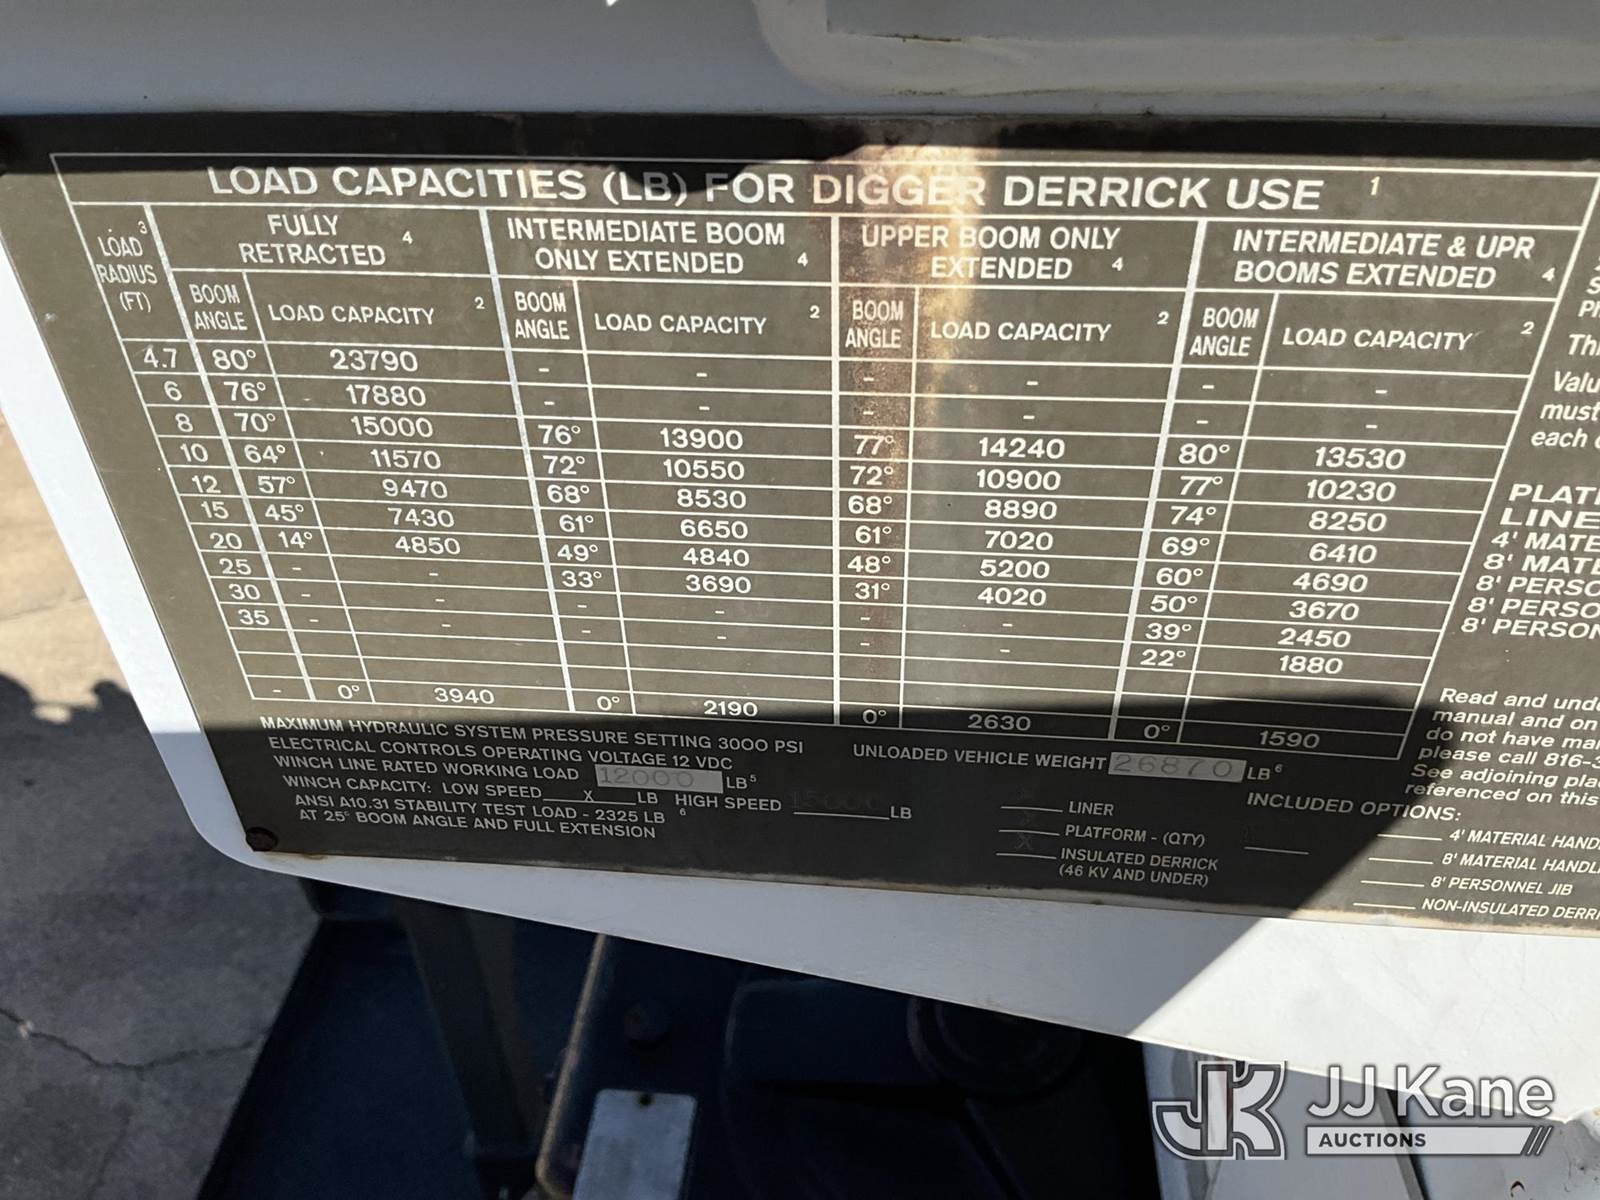 LOAD CAPACITIES (LB) FOR DIGGER DERRICK USE 1
LOAD RADIUS (FT) 3
FULLY RETRACTED 4
INTERMEDIATE BOOM ONLY EXTENDED 4
UPPER BOOM ONLY EXTENDED 4
INTERMEDIATE & UPR BOOMS EXTENDED 4
BOOM ANGLE LOAD CAPACITY 2 BOOM ANGLE LOAD CAPACITY 2 BOOM ANGLE LOAD CAPACITY 2 BOOM ANGLE LOAD CAPACITY 2
4.7 80° 23790 - - - - - -
6 76° 17880 - - - - - -
8 70° 15000 76° 13900 77° 14240 80° 13530
10 64° 11570 72° 10550 72° 10900 77° 10230
12 57° 9470 68° 8530 68° 8890 74° 8250
15 45° 7430 61° 6650 61° 7020 69° 6410
20 14° 4850 49° 4840 48° 5200 60° 4690
25 - - 33° 3690 31° 4020 50° 3670
30 - - - - - - 39° 2450
35 - - - - - - 22° 1880
- 0° 3940 0° 2190 0° 2630 0° 1590
MAXIMUM HYDRAULIC SYSTEM PRESSURE SETTING 3000 PSI
ELECTRICAL CONTROLS OPERATING VOLTAGE 12 VDC
WINCH LINE RATED WORKING LOAD 12000 LB 5
WINCH CAPACITY: LOW SPEED X LB HIGH SPEED 15000 LB
ANSI A10.31 STABILITY TEST LOAD - 2325 LB 6
AT 25° BOOM ANGLE AND FULL EXTENSION
UNLOADED VEHICLE WEIGHT 26870 LB 6
INCLUDED OPTIONS:
LINER
PLATFORM - (QTY)
X INSULATED DERRICK
(46 KV AND UNDER)
4' MATERIAL HAND
8' MATERIAL HANDL
8' PERSONNEL JIB
NON-INSULATED DERRI
S
Th
Valu
must
each
PLAT
LINE
4' MATE
8' MATE
8' PERSO
8' PERSO
8' PERSON
Read and und
manual and on
do not have ma
please call 816-3
See adjoining pla
referenced on this
JJ Kane
AUCTIONS